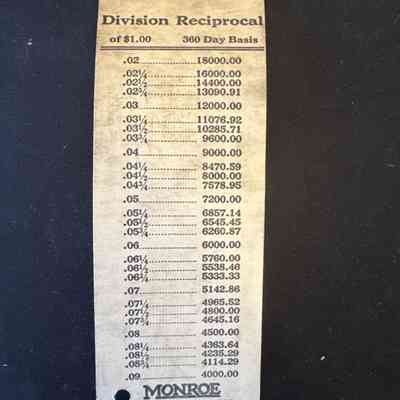 Division Reciprocal
of $1.00 360 Day Basis
.02 ........ 18000.00
.02¼ ........ 16000.00
.02½ ........ 14400.00
.02¾ ........ 13090.91
.03 ........ 12000.00
.03¼ ........ 11076.92
.03½ ........ 10285.71
.03¾ ........ 9600.00
.04 ........ 9000.00
.04¼ ........ 8470.59
.04½ ........ 8000.00
.04¾ ........ 7578.95
.05 ........ 7200.00
.05¼ ........ 6857.14
.05½ ........ 6545.45
.05¾ ........ 6260.87
.06 ........ 6000.00
.06¼ ........ 5760.00
.06½ ........ 5538.46
.06¾ ........ 5333.33
.07 ........ 5142.86
.07¼ ........ 4965.52
.07½ ........ 4800.00
.07¾ ........ 4645.16
.08 ........ 4500.00
.08¼ ........ 4363.64
.08½ ........ 4235.29
.08¾ ........ 4114.29
.09 ........ 4000.00
MONROE